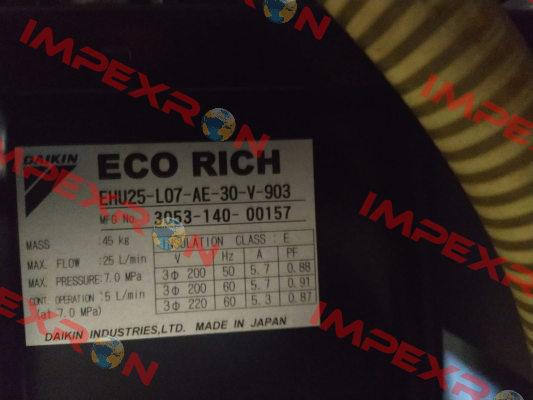 DAIKIN ECO RICH
EHU25-L07-AE-30-V-903
MFG. No. 3053-140-00157
MASS :45 kg
MAX. FLOW :25 L/min
MAX. PRESSURE:7.0 MPa
CONT. OPERATION :5 L/min
(at 7.0 MPa)
INSULATION CLASS : E
V Hz A PF
3Φ 200 50 5.7 0.88
3Φ 200 60 5.7 0.91
3Φ 220 60 5.3 0.87
DAIKIN INDUSTRIES,LTD. MADE IN JAPAN
IMPEXRON
IMPEXRON
IMPEXRON
IMPEXRON
IMPEXRON
IMPEXRON